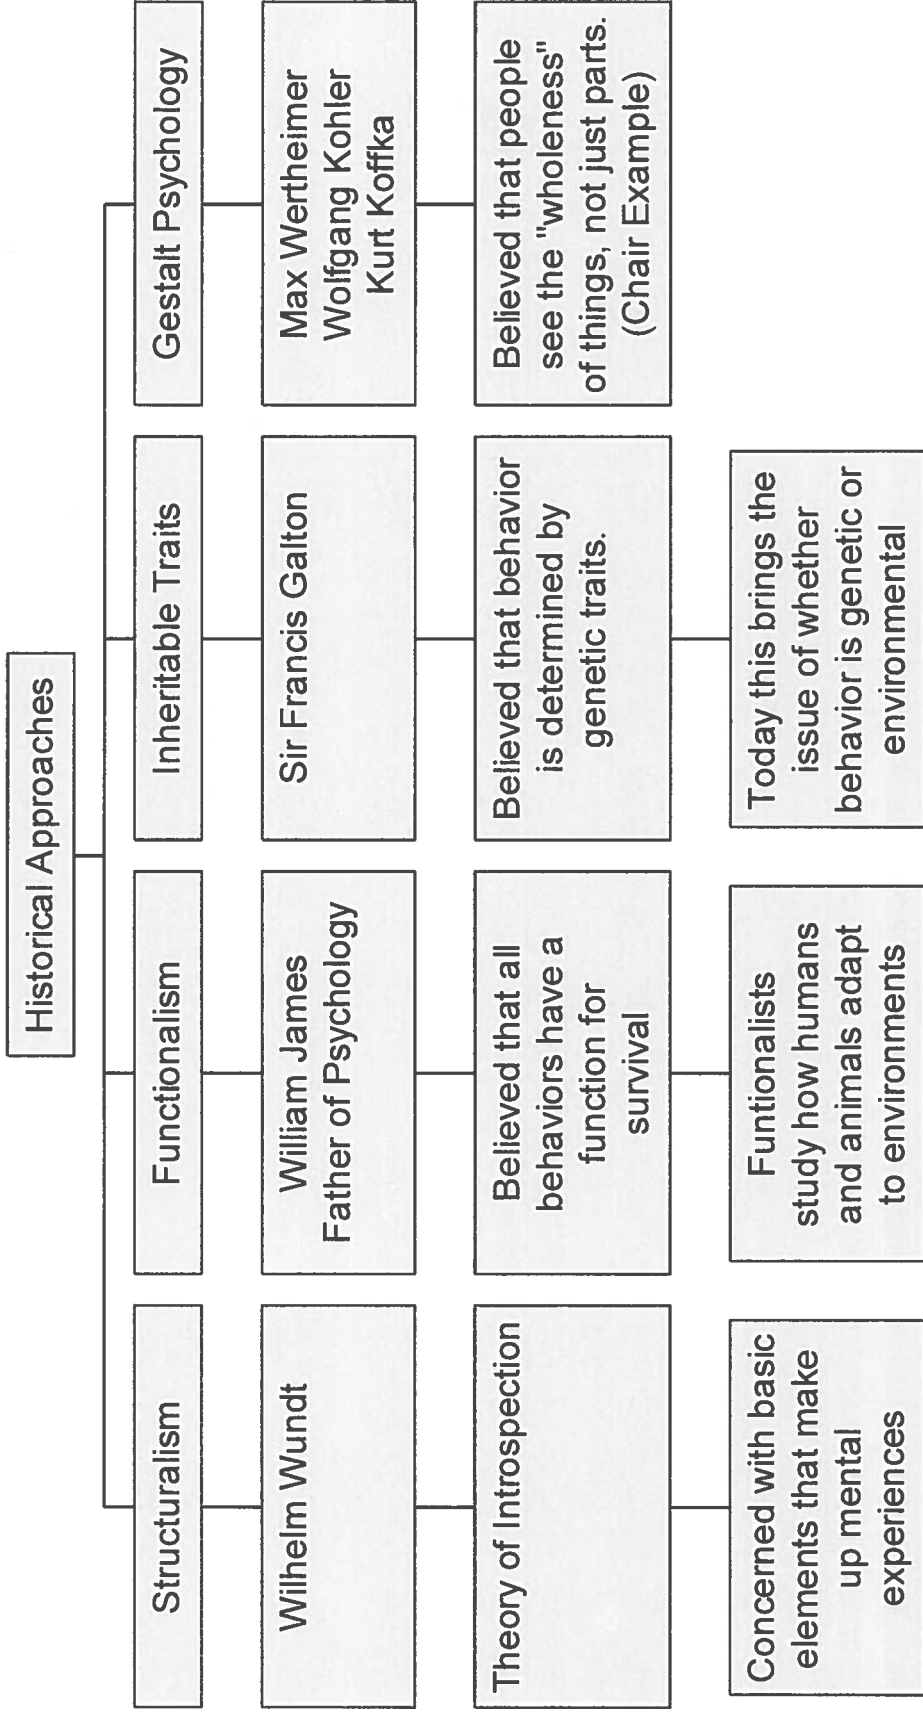 Historical Approaches
Structuralism
Wilhelm Wundt
Theory of Introspection
Concerned with basic
elements that make
up mental
experiences
Functionalism
William James
Father of Psychology
Believed that all
behaviors have a
function for
survival
Funtionalists
study how humans
and animals adapt
to environments
Inheritable Traits
Sir Francis Galton
Believed that behavior
is determined by
genetic traits.
Today this brings the
issue of whether
behavior is genetic or
environmental
Gestalt Psychology
Max Wertheimer
Wolfgang Kohler
Kurt Koffka
Believed that people
see the "wholeness"
of things, not just parts.
(Chair Example)